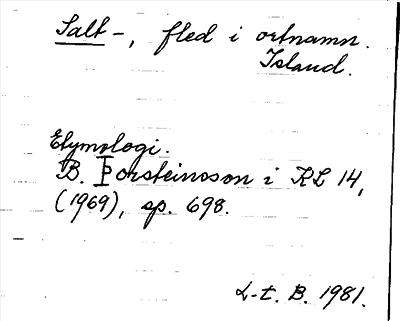 Salt-, fled i ortnamn.
Island.
Etymologi.
B. Þorsteinsson i KL 14,
(1969), sp. 698.
L-t. B. 1981.